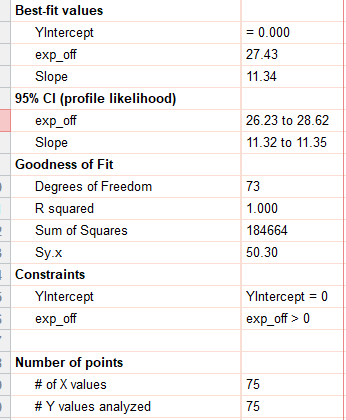 Best-fit values
YIntercept = 0.000
exp_off 27.43
Slope 11.34
95% CI (profile likelihood)
exp_off 26.23 to 28.62
Slope 11.32 to 11.35
Goodness of Fit
Degrees of Freedom 73
R squared 1.000
Sum of Squares 184664
Sy.x 50.30
Constraints
YIntercept YIntercept = 0
exp_off exp_off > 0
Number of points
# of X values 75
# Y values analyzed 75